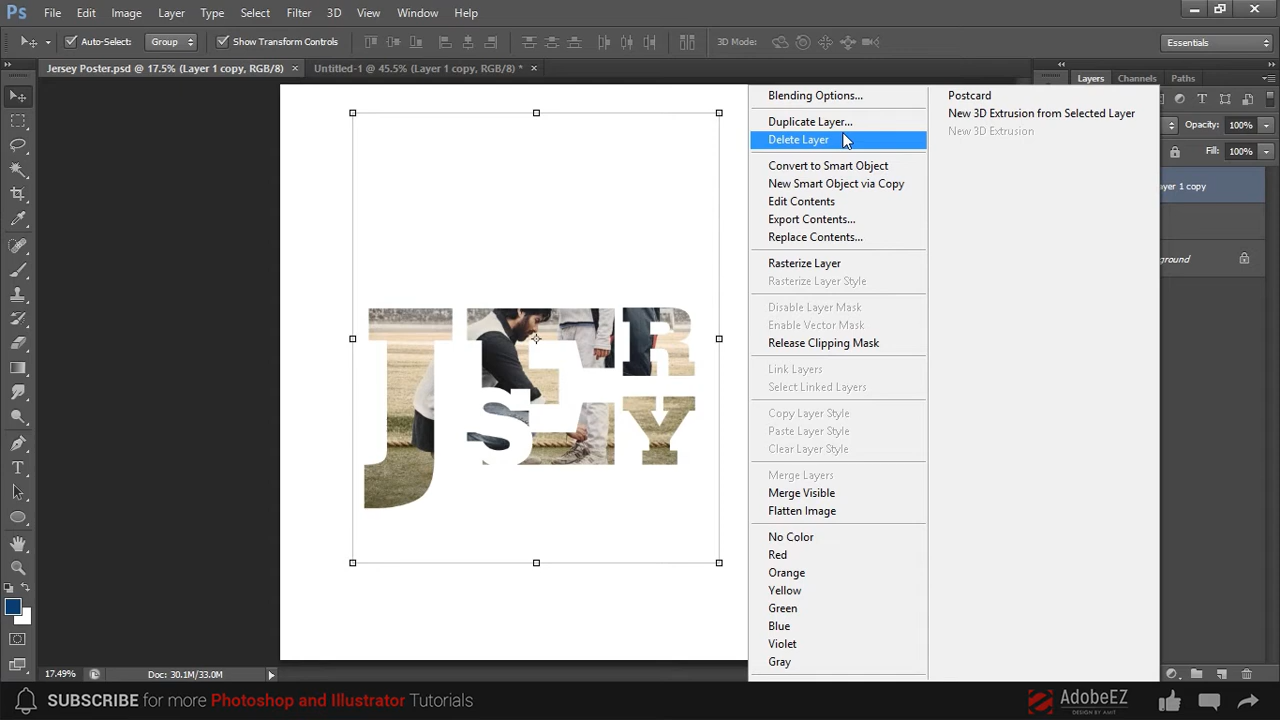 Ps File Edit Image Layer Type Select Filter 3D View Window Help
Auto-Select: Group Show Transform Controls 3D Mode: Essentials
Jersey Poster.psd @ 17.5% (Layer 1 copy, RGB/8) × Untitled-1 @ 45.5% (Layer 1 copy, RGB/8) * × Layers Channels Paths
Blending Options... Postcard
Duplicate Layer... New 3D Extrusion from Selected Layer Opacity: 100%
Delete Layer New 3D Extrusion Fill: 100%
Convert to Smart Object
New Smart Object via Copy ayer 1 copy
Edit Contents
Export Contents...
Replace Contents...
Rasterize Layer ground
Rasterize Layer Style
Disable Layer Mask
Enable Vector Mask
Release Clipping Mask
Link Layers
Select Linked Layers
Copy Layer Style
Paste Layer Style
Clear Layer Style
Merge Layers
Merge Visible
Flatten Image
No Color
Red
Orange
Yellow
Green
Blue
Violet
Gray
JERSEY
17.49% Doc: 30.1M/33.0M
SUBSCRIBE for more Photoshop and Illustrator Tutorials AdobeEZ
DESIGN BY AMIT